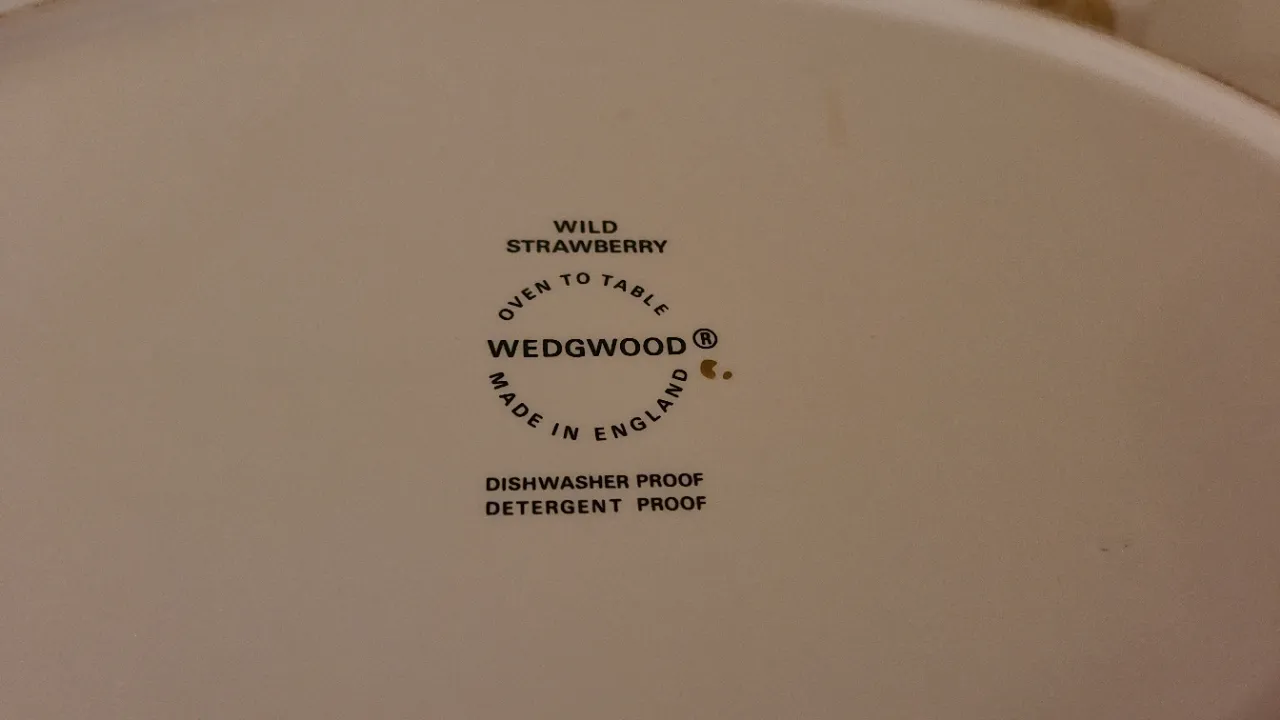 WILD
STRAWBERRY
OVEN TO TABLE
WEDGWOOD®
MADE IN ENGLAND
DISHWASHER PROOF
DETERGENT PROOF